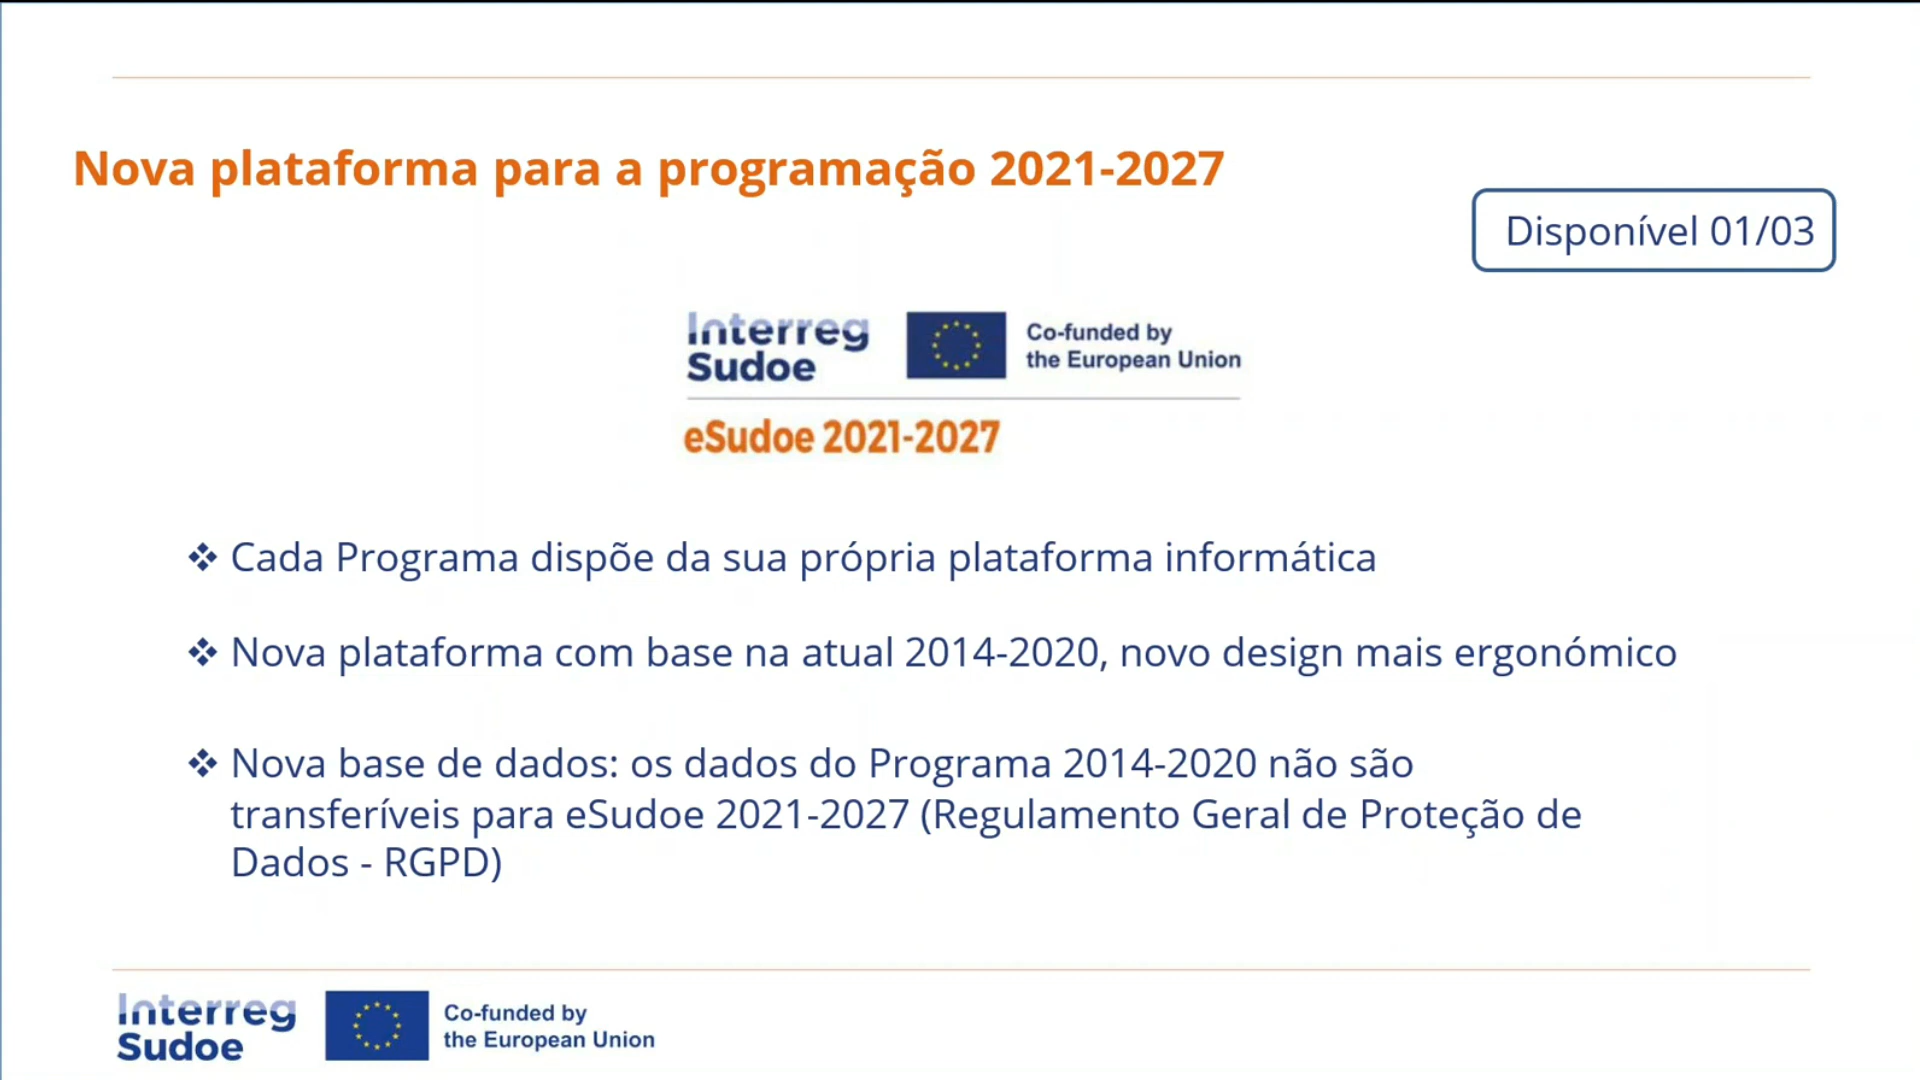 Nova plataforma para a programação 2021-2027
Disponível 01/03
Interreg
Sudoe
Co-funded by
the European Union
eSudoe 2021-2027
❖ Cada Programa dispõe da sua própria plataforma informática
❖ Nova plataforma com base na atual 2014-2020, novo design mais ergonómico
❖ Nova base de dados: os dados do Programa 2014-2020 não são
transferíveis para eSudoe 2021-2027 (Regulamento Geral de Proteção de
Dados - RGPD)
Interreg
Sudoe
Co-funded by
the European Union